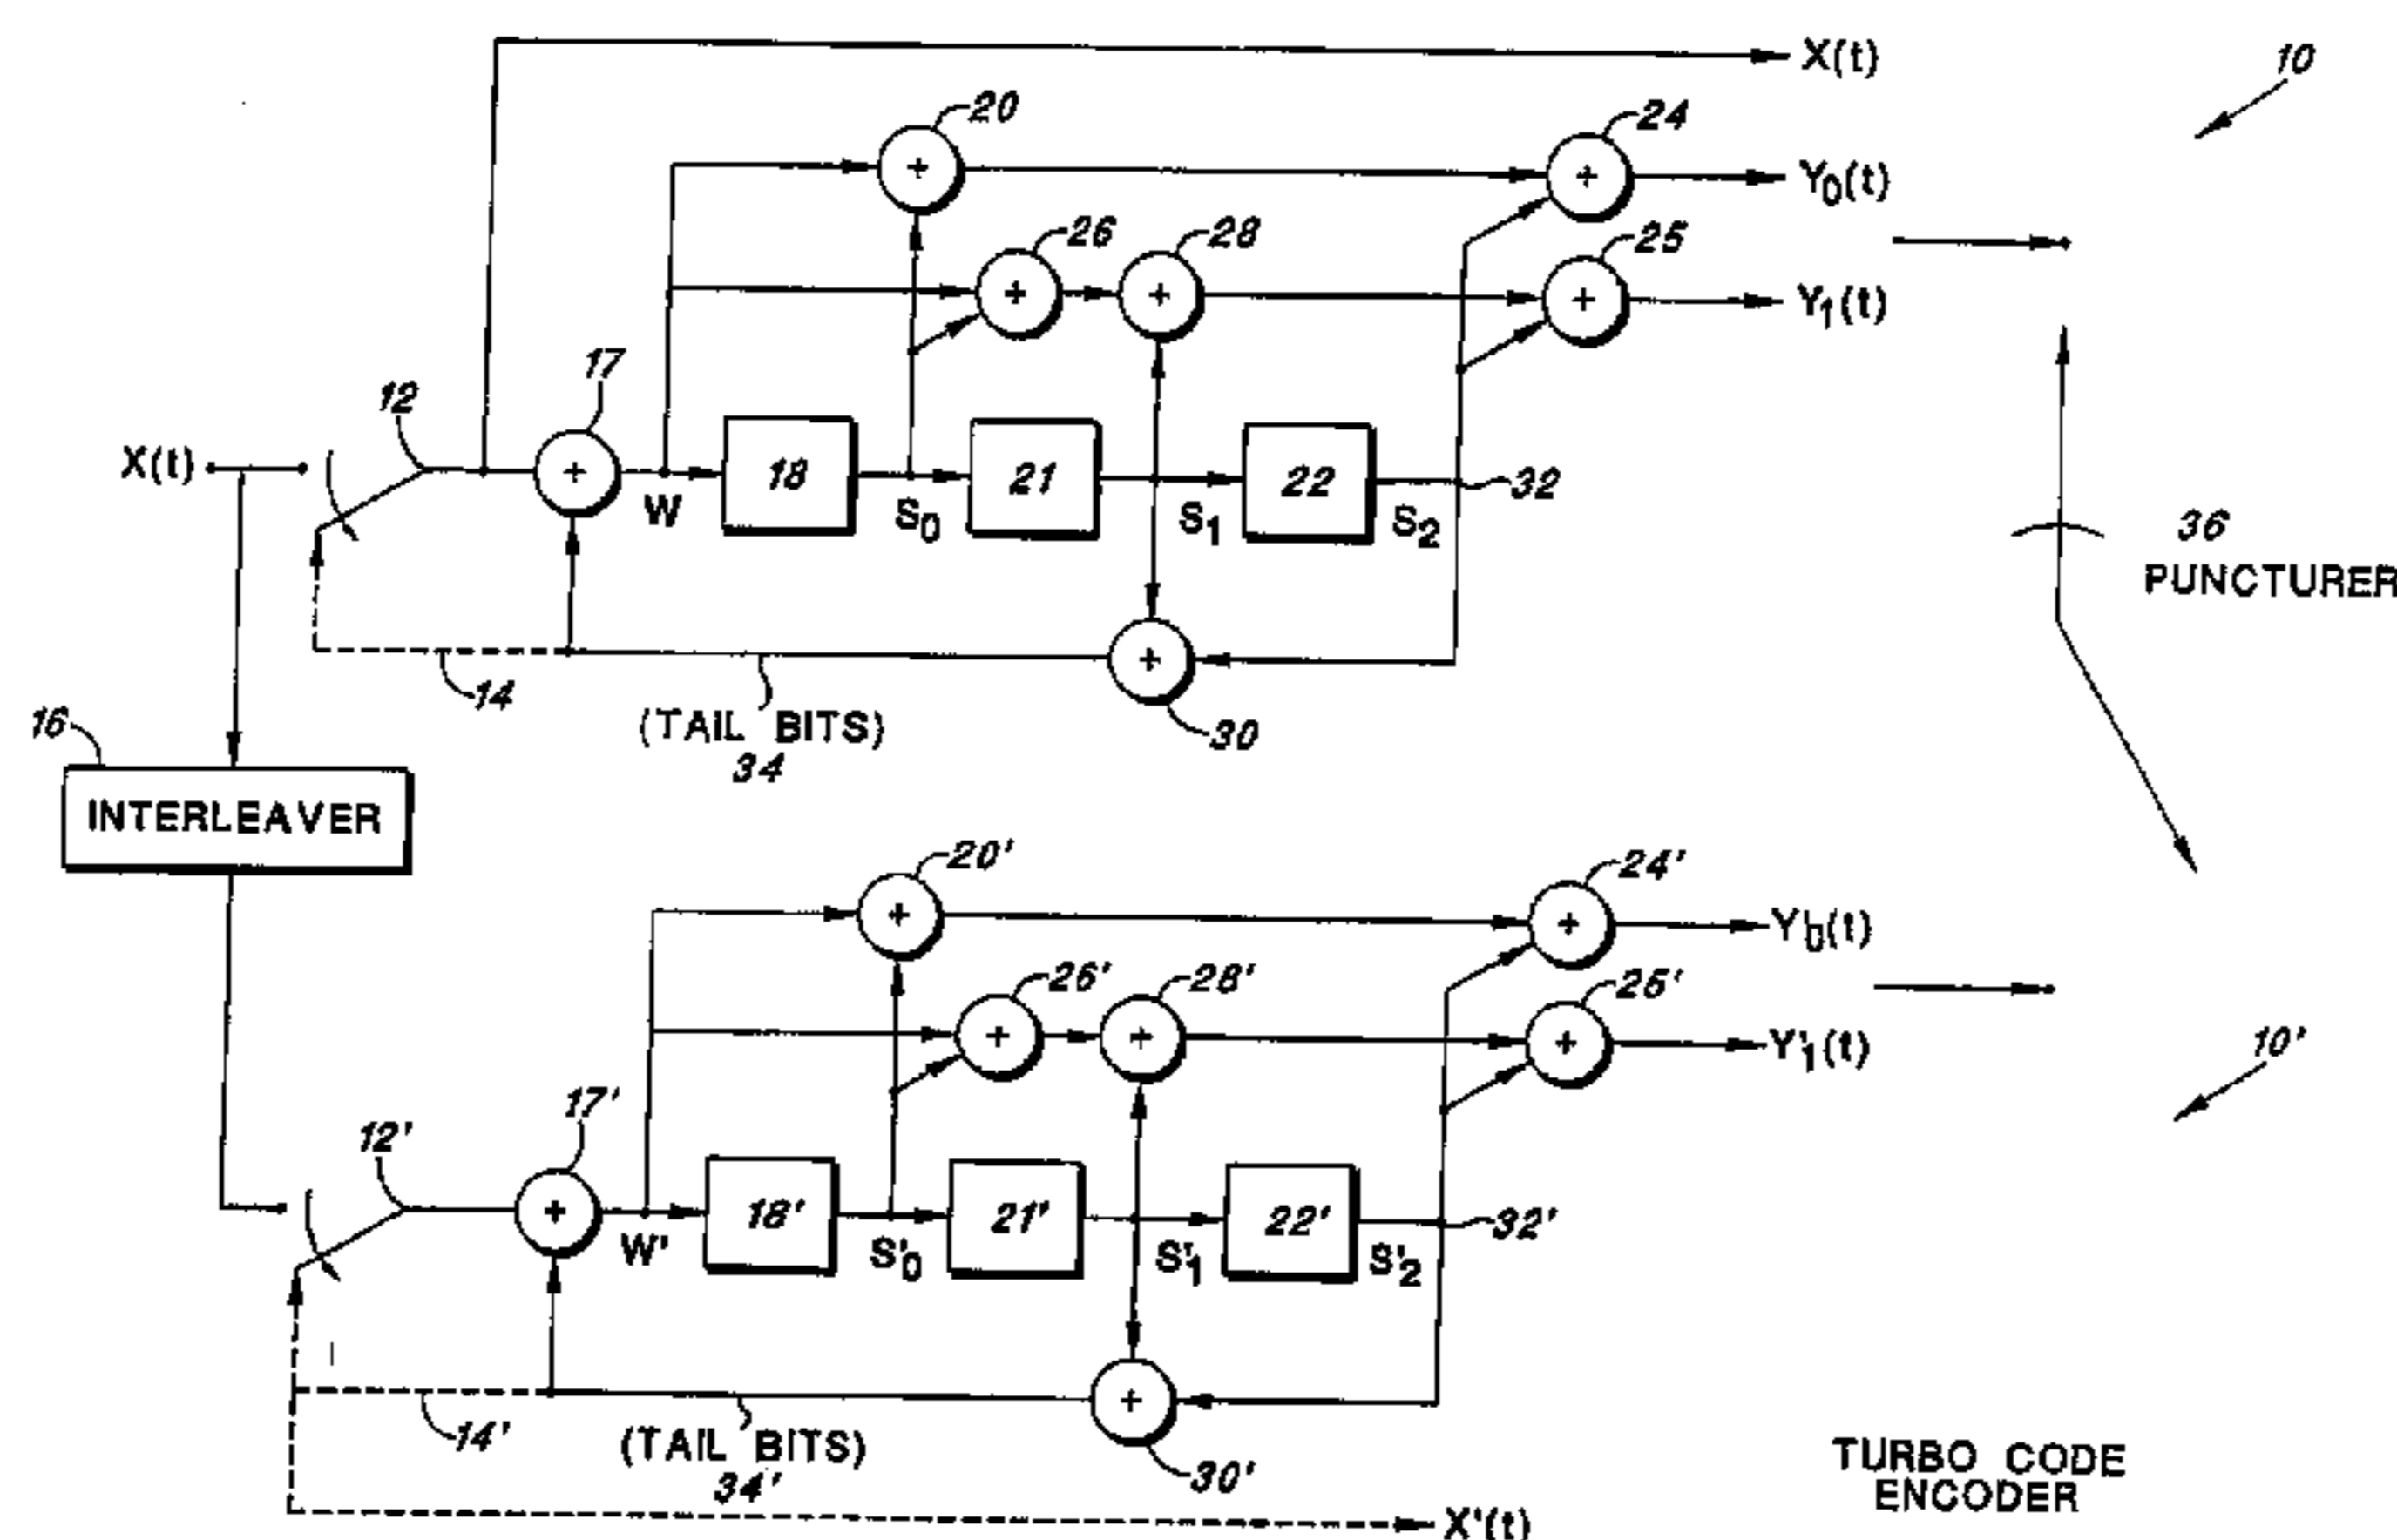 X(t)
10
20
24
Y0(t)
26
28
25
Y1(t)
17
12
X(t)
18
21
22
32
W
S0
S1
S2
36
PUNCTURER
14
(TAIL BITS)
34
30
16
INTERLEAVER
20'
24'
Y'0(t)
26'
28'
25'
Y'1(t)
10'
17'
12'
18'
21'
22'
32'
W'
S'0
S'1
S'2
14'
(TAIL BITS)
34'
30'
TURBO CODE
ENCODER
X'(t)